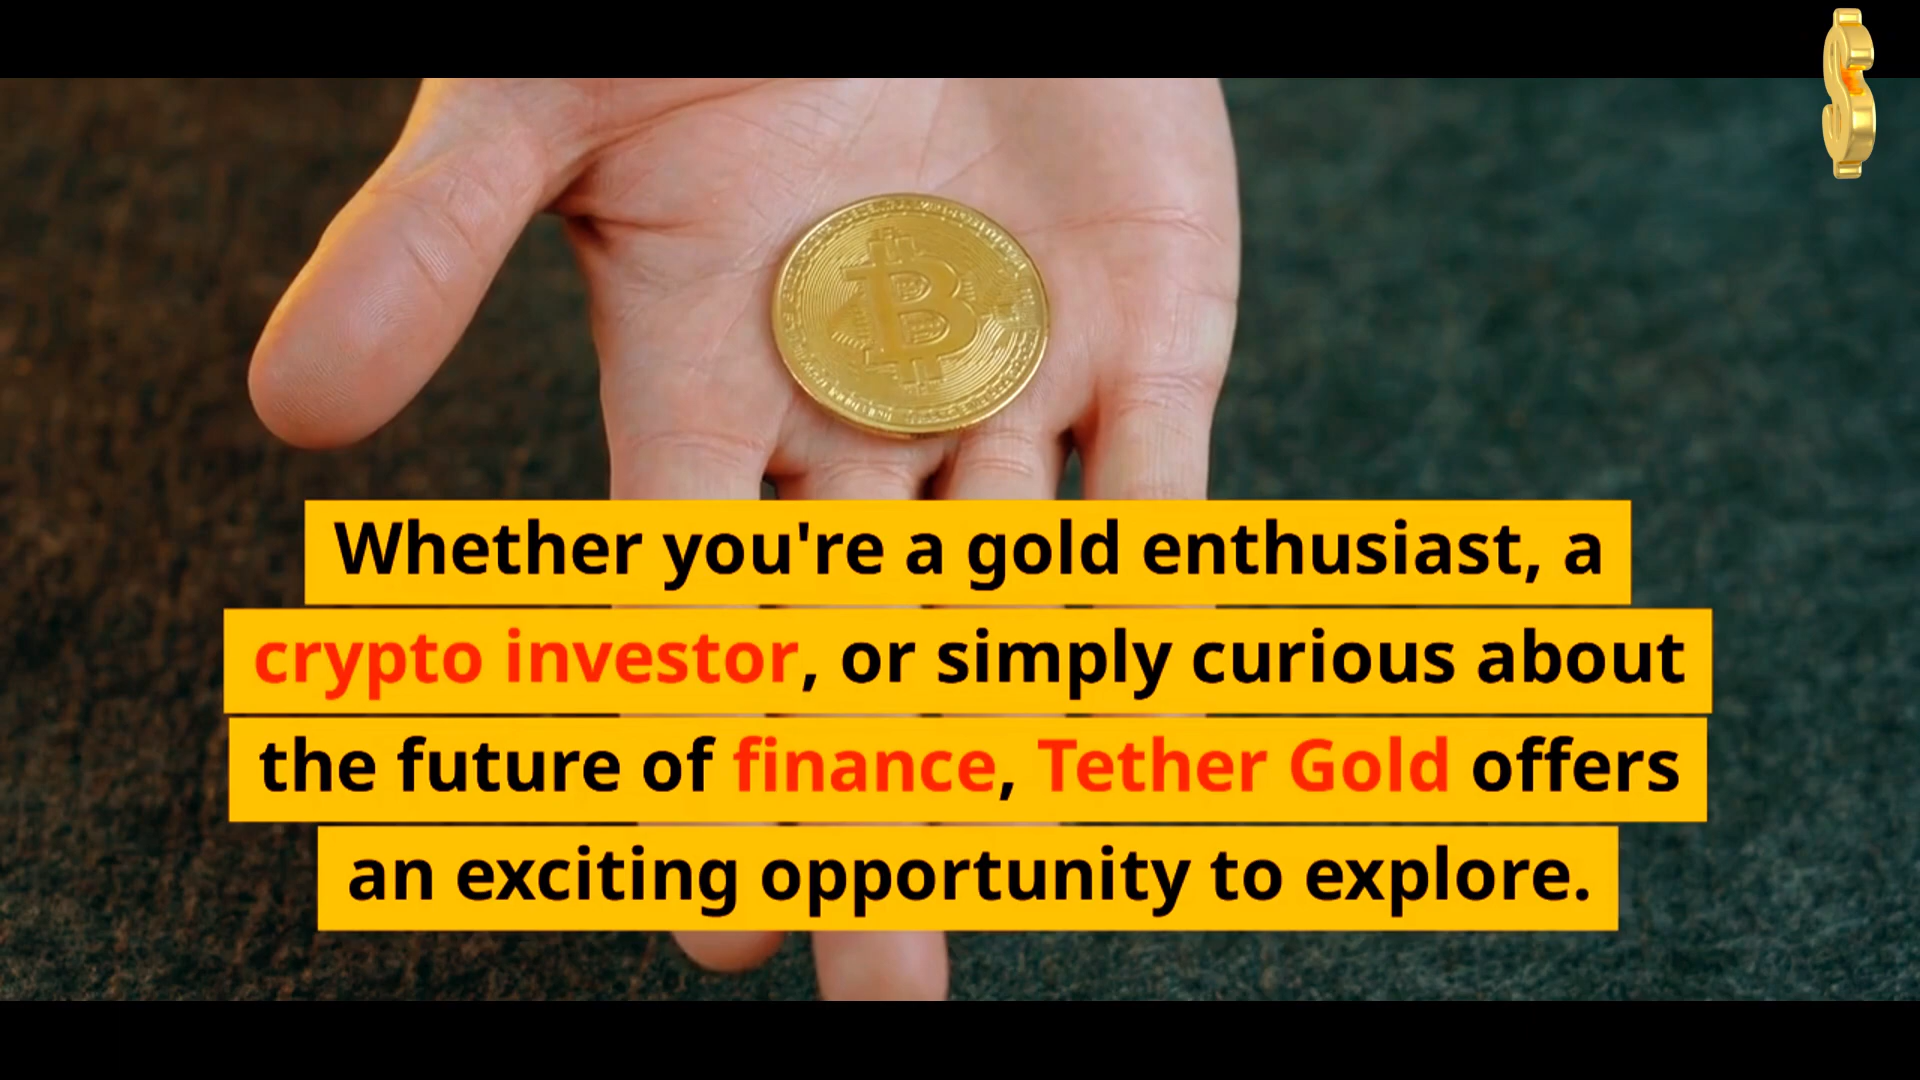 Whether you're a gold enthusiast, a
crypto investor, or simply curious about
the future of finance, Tether Gold offers
an exciting opportunity to explore.